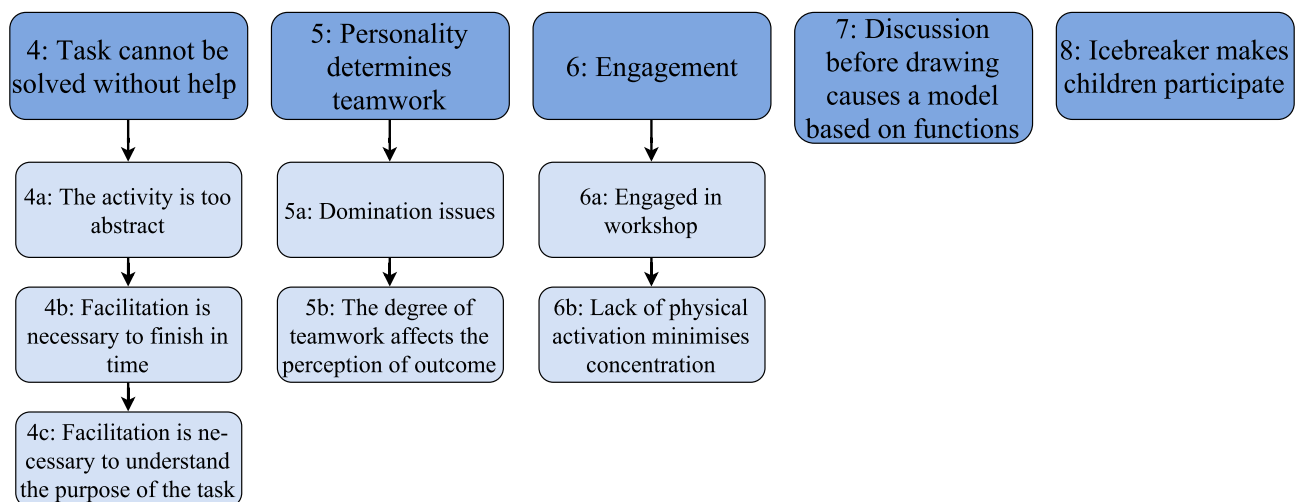 4: Task cannot be
solved without help
5: Personality
determines
teamwork
6: Engagement
7: Discussion
before drawing
causes a model
based on functions
8: Icebreaker makes
children participate
4a: The activity is too
abstract
5a: Domination issues
6a: Engaged in
workshop
4b: Facilitation is
necessary to finish in
time
5b: The degree of
teamwork affects the
perception of outcome
6b: Lack of physical
activation minimises
concentration
4c: Facilitation is ne-
cessary to understand
the purpose of the task